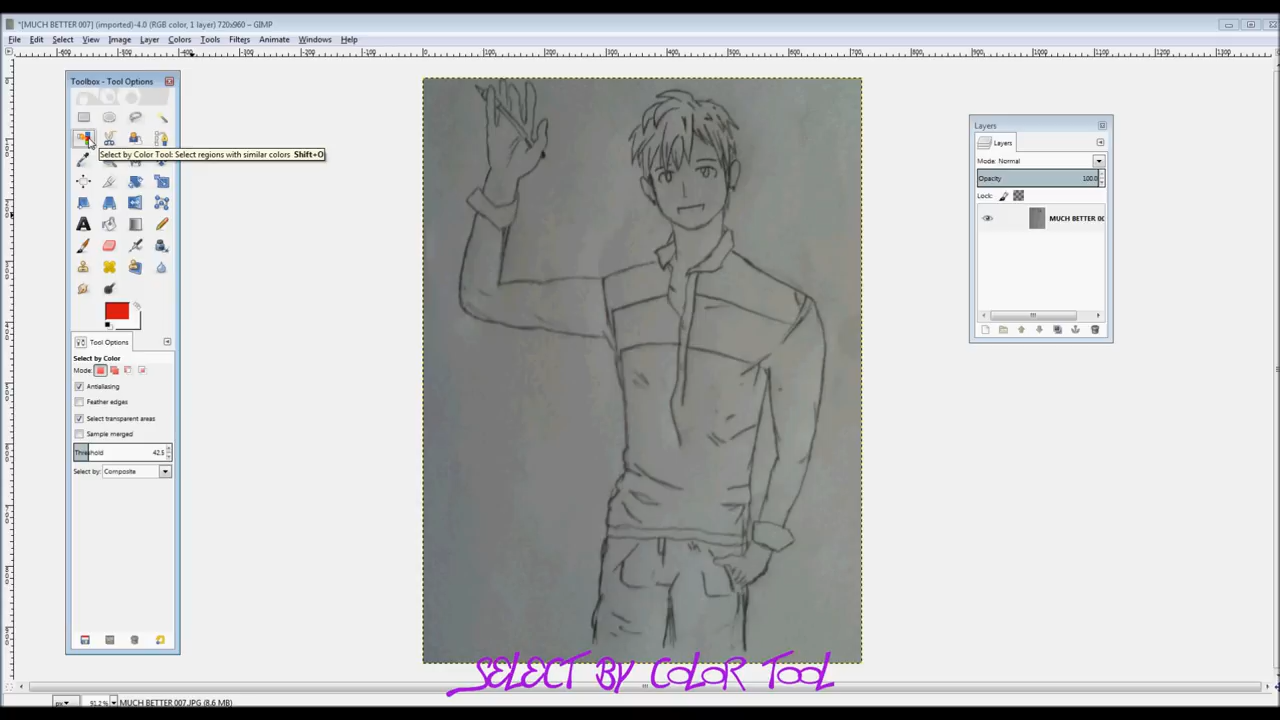 *[MUCH BETTER 007] (imported)-4.0 (RGB color, 1 layer) 720x960 – GIMP
File Edit Select View Image Layer Colors Tools Filters Animate Windows Help
Toolbox - Tool Options
Select by Color Tool: Select regions with similar colors Shift+O
Tool Options
Select by Color
Mode:
Antialiasing
Feather edges
Select transparent areas
Sample merged
Threshold 42.5
Select by: Composite
Layers
Layers
Mode: Normal
Opacity 100.0
Lock:
MUCH BETTER 00
SELECT BY COLOR TOOL
px 91.2 % MUCH BETTER 007.JPG (8.6 MB)